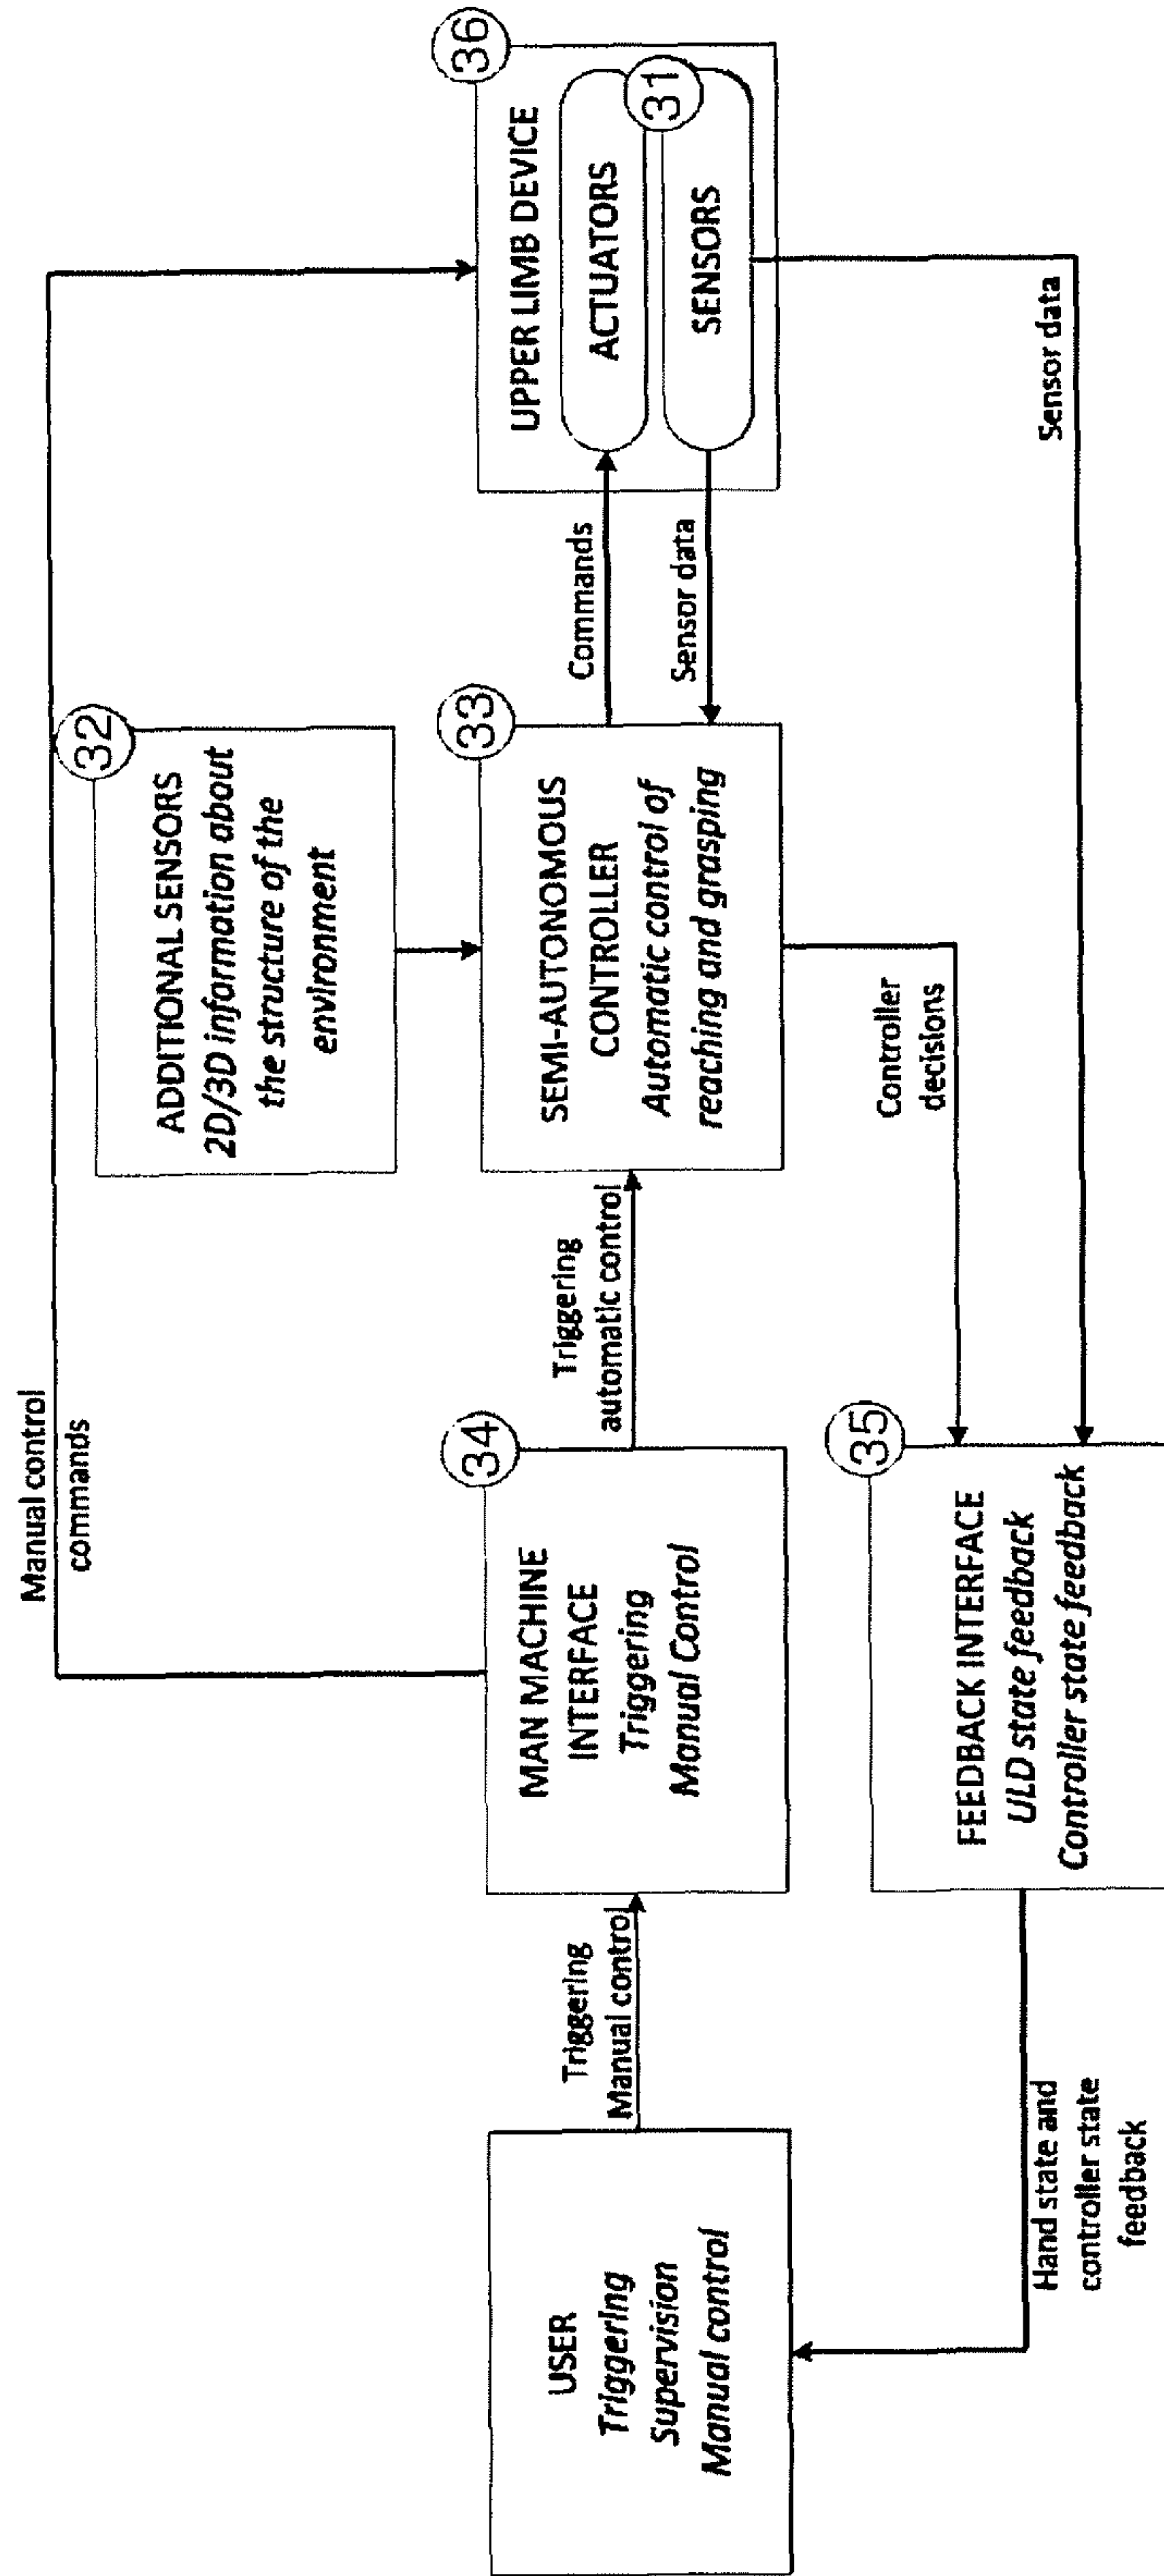 Manual control
commands
32
ADDITIONAL SENSORS
2D/3D information about
the structure of the
environment
36
UPPER LIMB DEVICE
ACTUATORS
31
SENSORS
USER
Triggering
Supervision
Manual control
Triggering
Manual control
34
MAN MACHINE
INTERFACE
Triggering
Manual Control
Triggering
automatic control
33
SEMI-AUTONOMOUS
CONTROLLER
Automatic control of
reaching and grasping
Commands
Sensor data
Controller
decisions
35
FEEDBACK INTERFACE
ULD state feedback
Controller state feedback
Hand state and
controller state
feedback
Sensor data